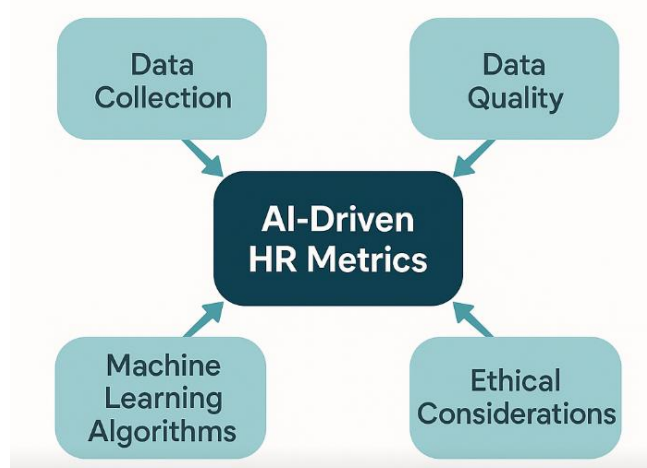 Data
Collection
Data
Quality
AI-Driven
HR Metrics
Machine
Learning
Algorithms
Ethical
Considerations